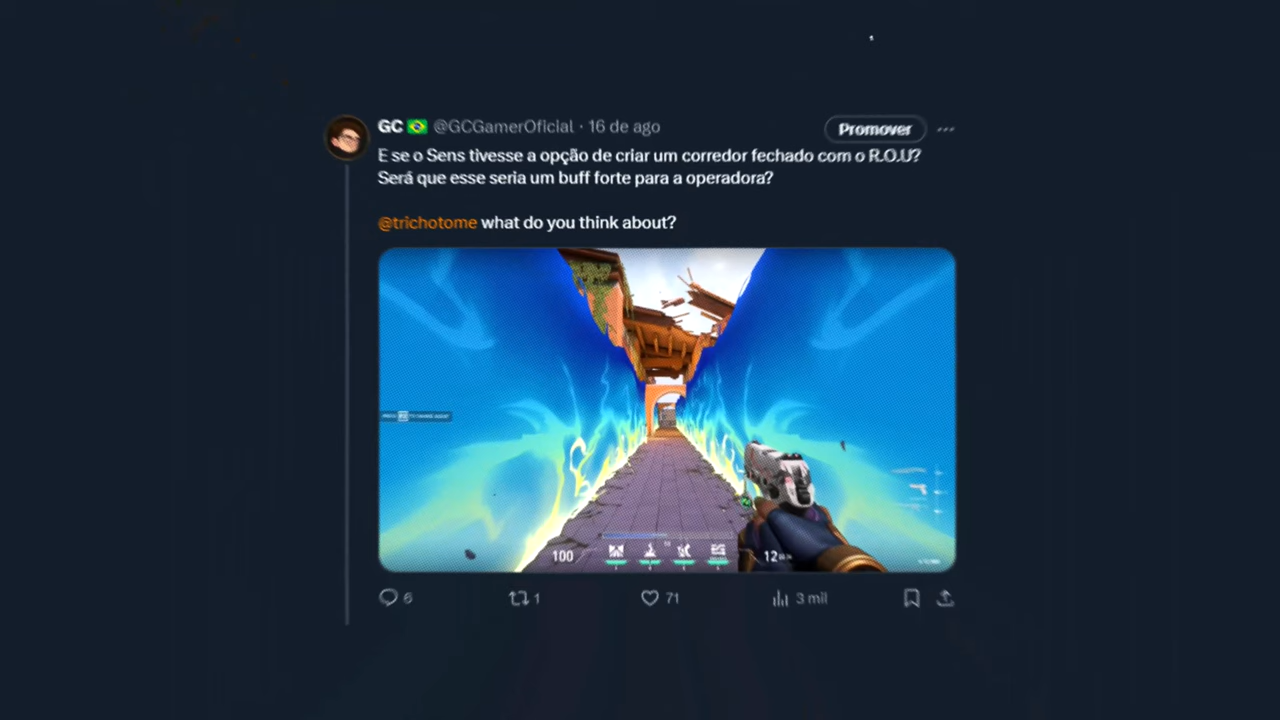 GC 🇧🇷 @GCGamerOficial · 16 de ago
Promover
E se o Sens tivesse a opção de criar um corredor fechado com o R.O.U?
Será que esse seria um buff forte para a operadora?
@trichotome what do you think about?
100
12
6
1
71
3 mil